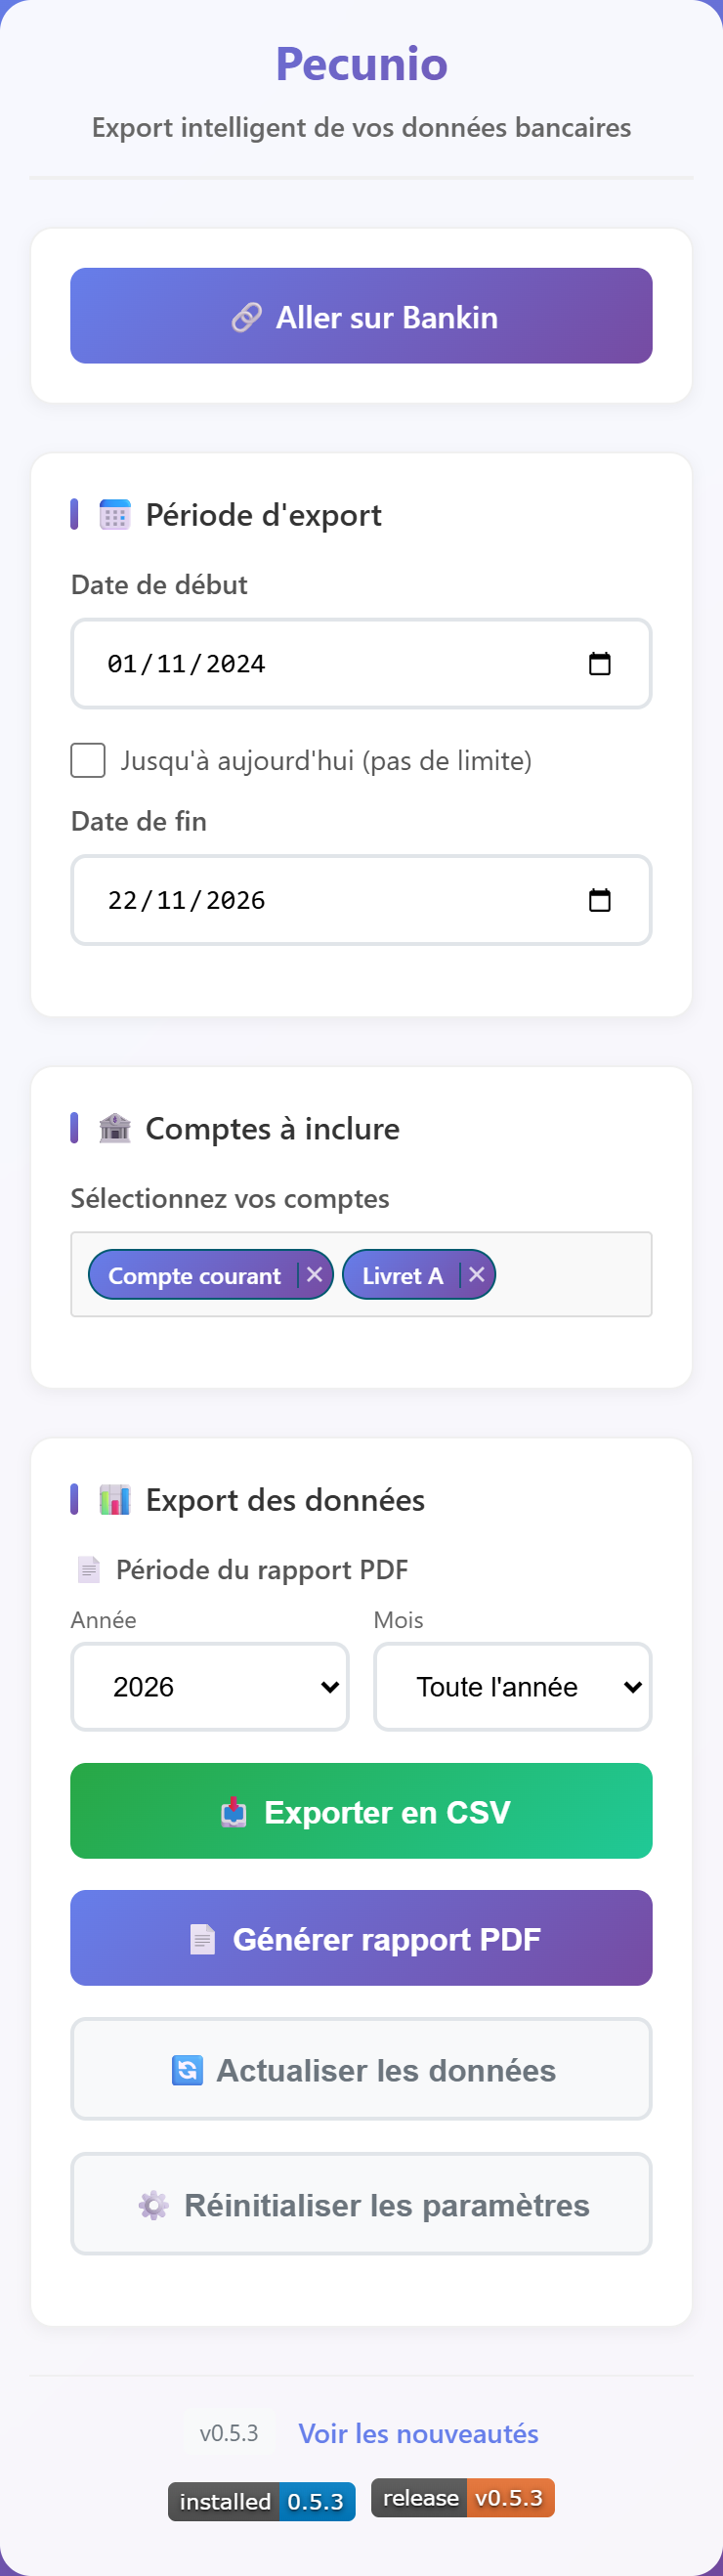 Pecunio
Export intelligent de vos données bancaires
Aller sur Bankin
Période d'export
Date de début
01/11/2024
Jusqu'à aujourd'hui (pas de limite)
Date de fin
22/11/2026
Comptes à inclure
Sélectionnez vos comptes
Compte courant × Livret A ×
Export des données
Période du rapport PDF
Année Mois
2026 Toute l'année
Exporter en CSV
Générer rapport PDF
Actualiser les données
Réinitialiser les paramètres
v0.5.3 Voir les nouveautés
installed 0.5.3 release v0.5.3